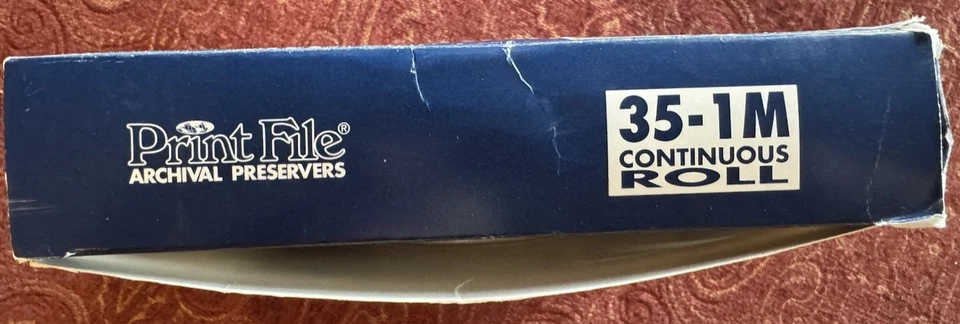 Print File®
ARCHIVAL PRESERVERS
35-1M
CONTINUOUS
ROLL